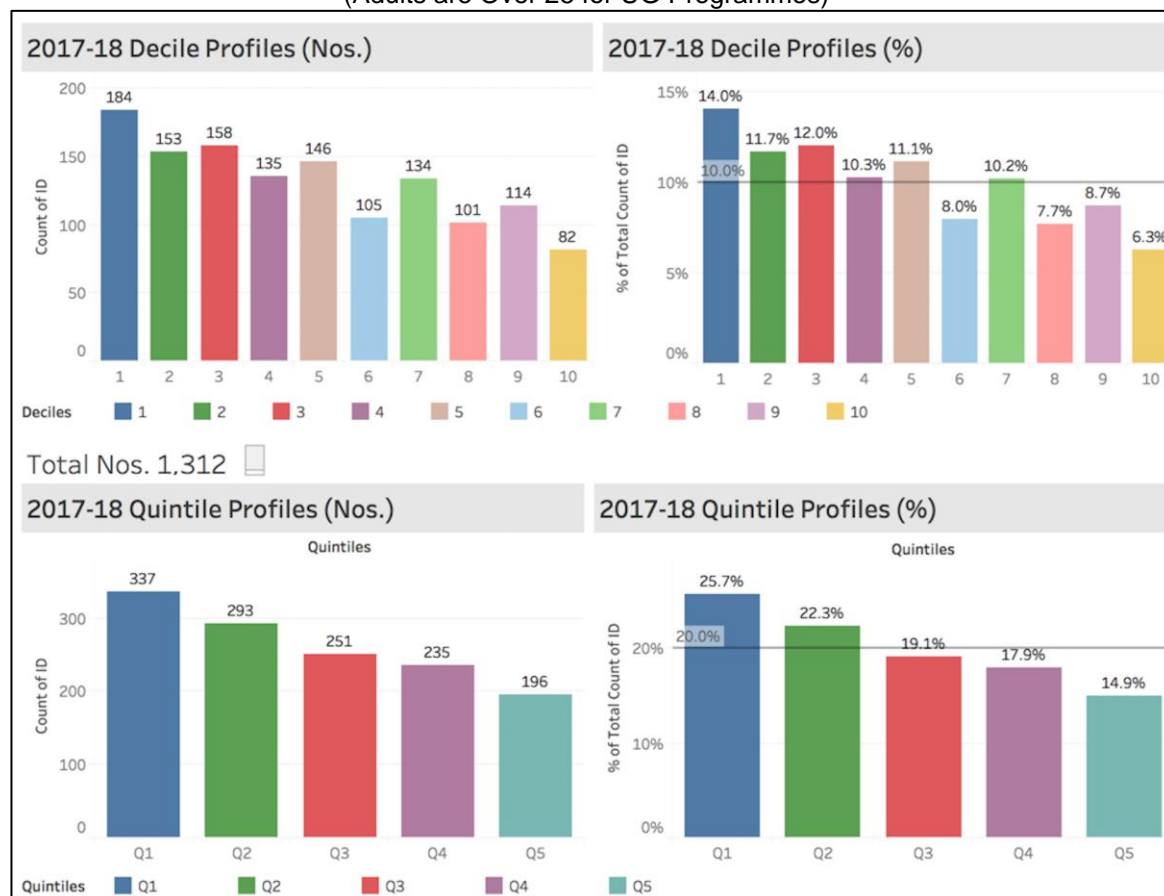 2017-18 Decile Profiles (Nos.)
200
150
100
50
0
Count of ID
184
153
158
135
146
105
134
101
114
82
1 2 3 4 5 6 7 8 9 10
2017-18 Decile Profiles (%)
15%
10%
5%
0%
% of Total Count of ID
10.0%
14.0%
11.7%
12.0%
10.3%
11.1%
8.0%
10.2%
7.7%
8.7%
6.3%
1 2 3 4 5 6 7 8 9 10
Deciles 1 2 3 4 5 6 7 8 9 10
Total Nos. 1,312
2017-18 Quintile Profiles (Nos.)
Quintiles
300
200
100
0
Count of ID
337
293
251
235
196
Q1 Q2 Q3 Q4 Q5
2017-18 Quintile Profiles (%)
Quintiles
20%
10%
0%
% of Total Count of ID
20.0%
25.7%
22.3%
19.1%
17.9%
14.9%
Q1 Q2 Q3 Q4 Q5
Quintiles Q1 Q2 Q3 Q4 Q5